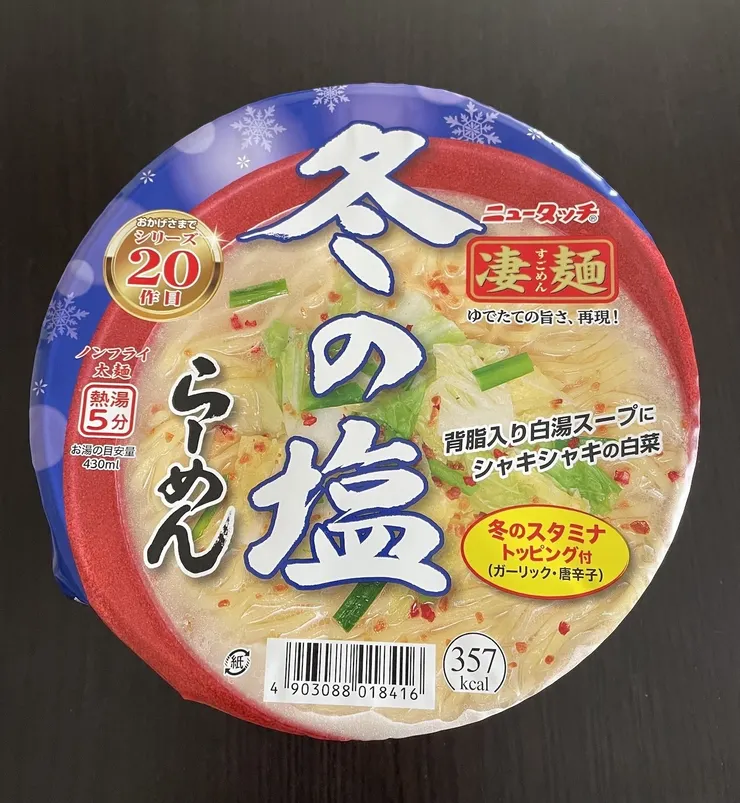 冬の塩
らーめん
おかげさまで
シリーズ
20
作目
ニュータッチ®
凄麺
すごめん
ゆでたての旨さ、再現!
ノンフライ
太麺
熱湯
5分
お湯の目安量
430ml
背脂入り白湯スープに
シャキシャキの白菜
冬のスタミナ
トッピング付
(ガーリック・唐辛子)
紙
4 903088 018416
357
kcal